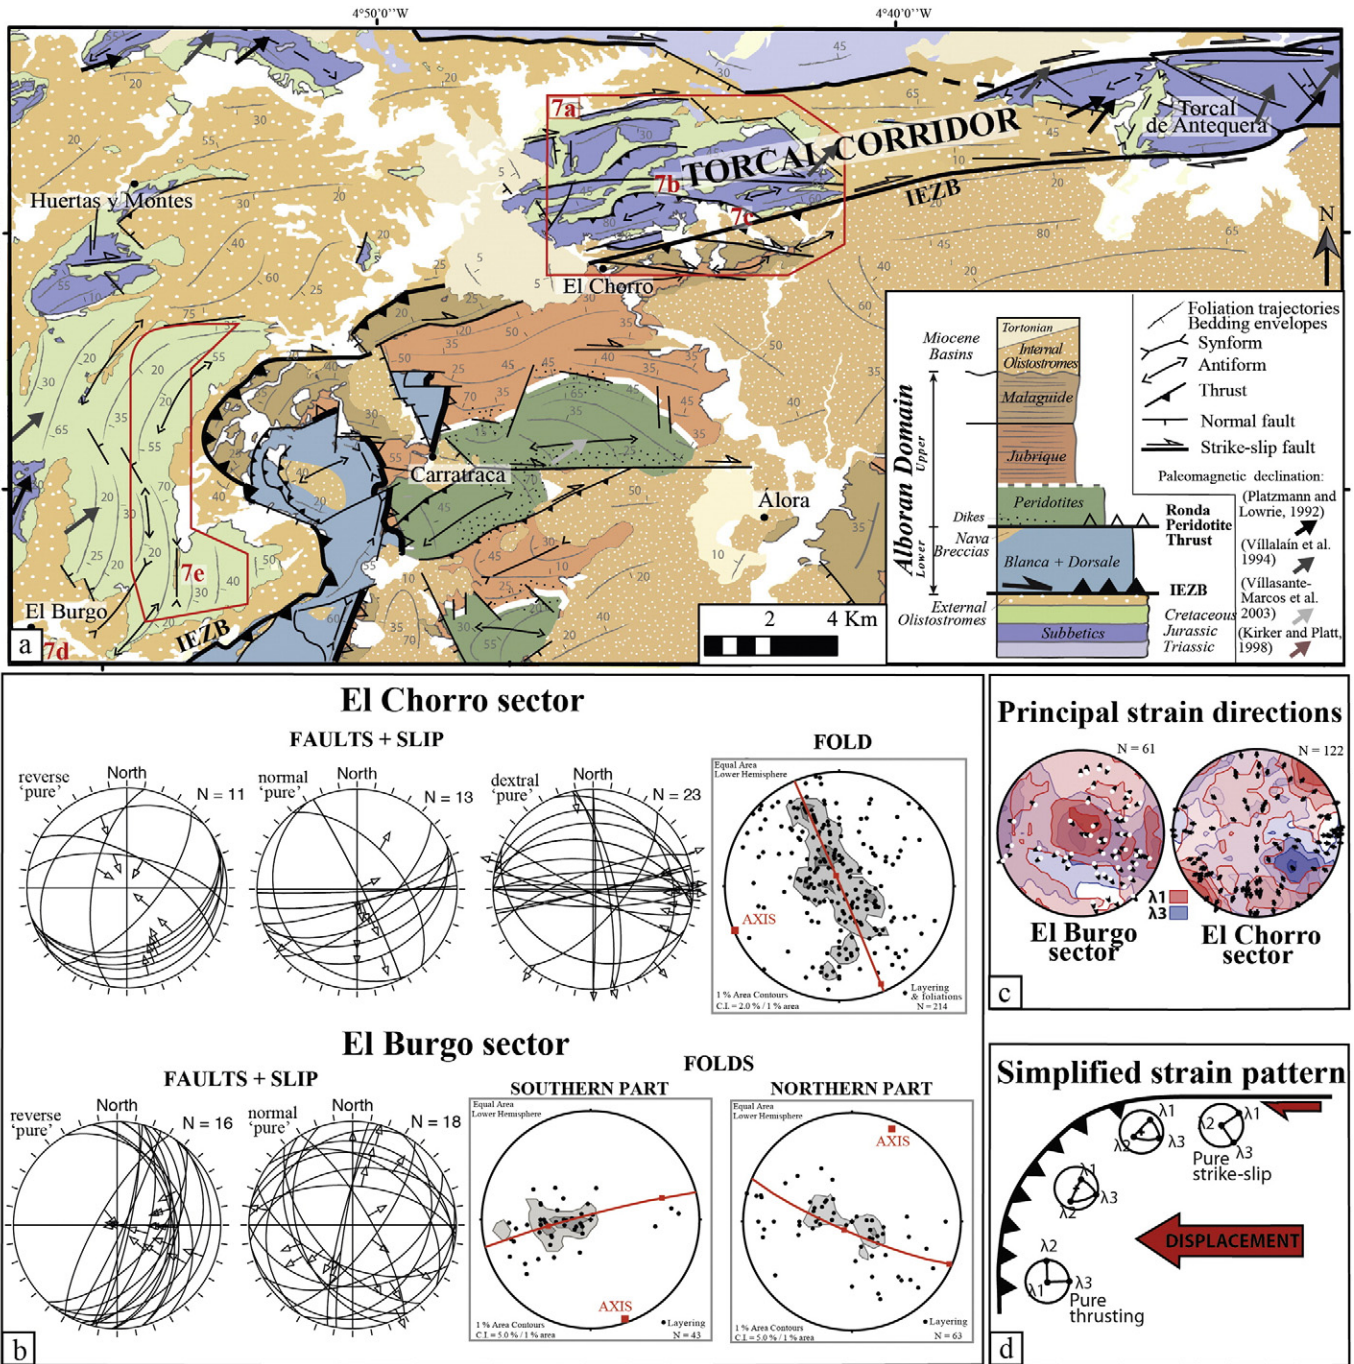 4°50'0''W
4°40'0''W
7a
TORCAL CORRIDOR
Torcal
de Antequera
Huertas y Montes
7b
7c
IEZB
N
El Chorro
Carratraca
Álora
7e
El Burgo
IEZB
7d
a
2
4 Km
Miocene
Basins
Tortonian
Internal
Olistostromes
Malaguide
Jubrique
Peridotites
Blanca + Dorsale
Subbetics
Alboran Domain
Upper
Lower
Dikes
Nava
Breccias
External
Olistostromes
Ronda
Peridotite
Thrust
IEZB
Cretaceous
Jurassic
Triassic
Foliation trajectories
Bedding envelopes
Synform
Antiform
Thrust
Normal fault
Strike-slip fault
Paleomagnetic declination:
(Platzmann and
Lowrie, 1992)
(Víllalaín et al.
1994)
(Víllasante-
Marcos et al.
2003)
(Kirker and Platt,
1998)
El Chorro sector
FAULTS + SLIP
FOLD
reverse
'pure'
North
N = 11
normal
'pure'
North
N = 13
dextral
'pure'
North
N = 23
Equal Area
Lower Hemisphere
AXIS
1 % Area Contours
C.I. = 2.0 % / 1 % area
Layering
& foliations
N = 214
El Burgo sector
FAULTS + SLIP
FOLDS
SOUTHERN PART
NORTHERN PART
reverse
'pure'
North
N = 16
normal
'pure'
North
N = 18
Equal Area
Lower Hemisphere
AXIS
1 % Area Contours
C.I. = 5.0 % / 1 % area
Layering
N = 43
Equal Area
Lower Hemisphere
AXIS
1 % Area Contours
C.I. = 5.0 % / 1 % area
Layering
N = 63
b
Principal strain directions
N = 61
N = 122
λ1
λ3
El Burgo
sector
El Chorro
sector
c
Simplified strain pattern
λ1
λ2
λ3
λ1
λ2
λ3
Pure
strike-slip
λ1
λ2
λ3
DISPLACEMENT
λ2
λ1
λ3
Pure
thrusting
d